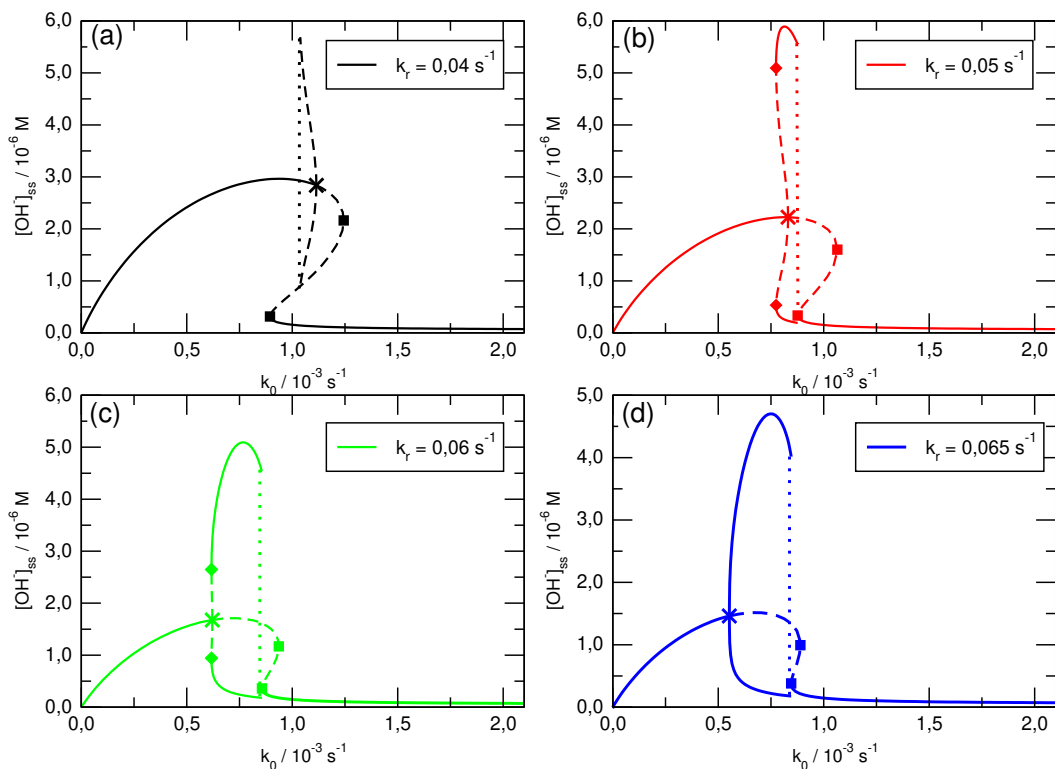 (a)
k_r = 0,04 s^-1
[OH^-]_ss / 10^-6 M
6,0
5,0
4,0
3,0
2,0
1,0
0,0
0,0 0,5 1,0 1,5 2,0
k_0 / 10^-3 s^-1
(b)
k_r = 0,05 s^-1
[OH^-]_ss / 10^-6 M
6,0
5,0
4,0
3,0
2,0
1,0
0,0
0,0 0,5 1,0 1,5 2,0
k_0 / 10^-3 s^-1
(c)
k_r = 0,06 s^-1
[OH^-]_ss / 10^-6 M
6,0
5,0
4,0
3,0
2,0
1,0
0,0
0,0 0,5 1,0 1,5 2,0
k_0 / 10^-3 s^-1
(d)
k_r = 0,065 s^-1
[OH^-]_ss / 10^-6 M
5,0
4,0
3,0
2,0
1,0
0,0
0,0 0,5 1,0 1,5 2,0
k_0 / 10^-3 s^-1